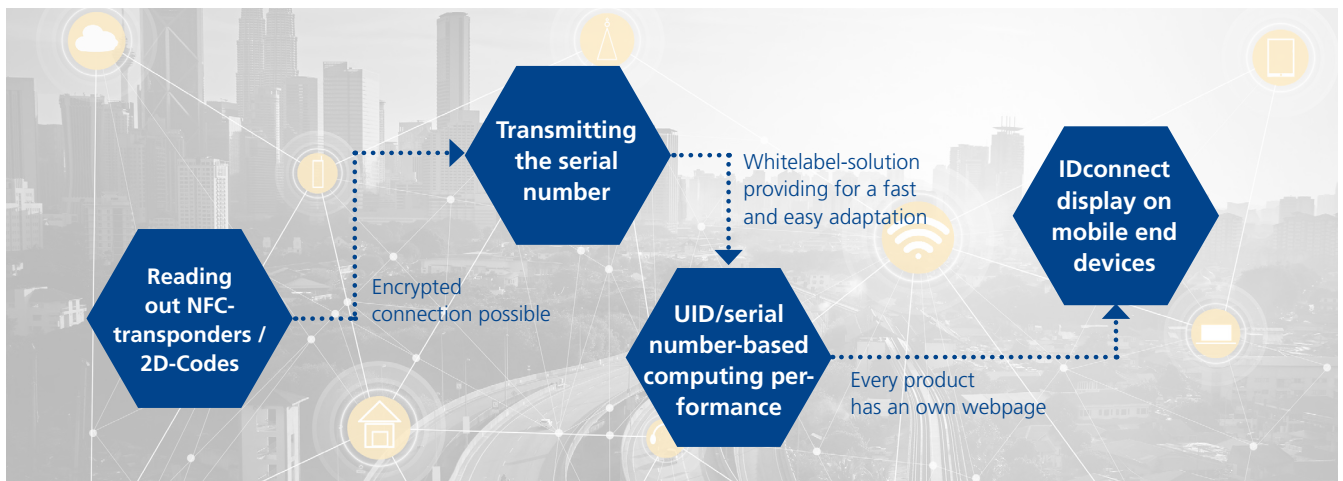 Reading
out NFC-
transponders /
2D-Codes
Encrypted
connection possible
Transmitting
the serial
number
Whitelabel-solution
providing for a fast
and easy adaptation
UID/serial
number-based
computing per-
formance
Every product
has an own webpage
IDconnect
display on
mobile end
devices